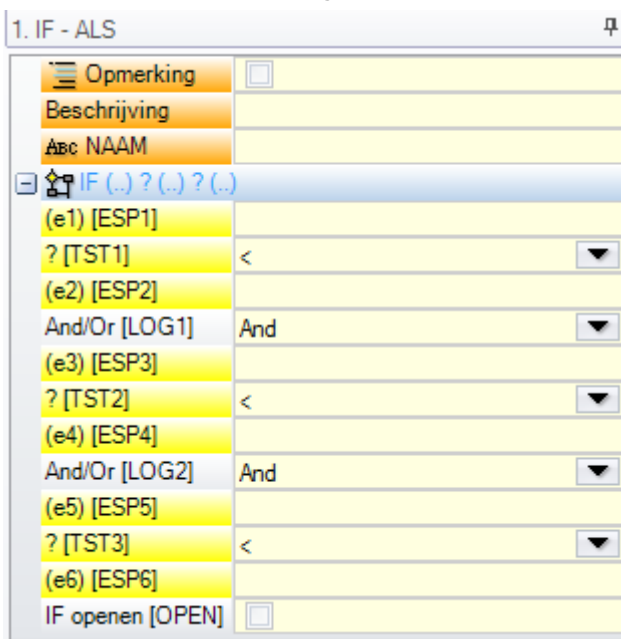 1. IF - ALS
Opmerking
Beschrijving
ABC NAAM
IF (..) ? (..) ? (..)
(e1) [ESP1]
? [TST1] <
(e2) [ESP2]
And/Or [LOG1] And
(e3) [ESP3]
? [TST2] <
(e4) [ESP4]
And/Or [LOG2] And
(e5) [ESP5]
? [TST3] <
(e6) [ESP6]
IF openen [OPEN]